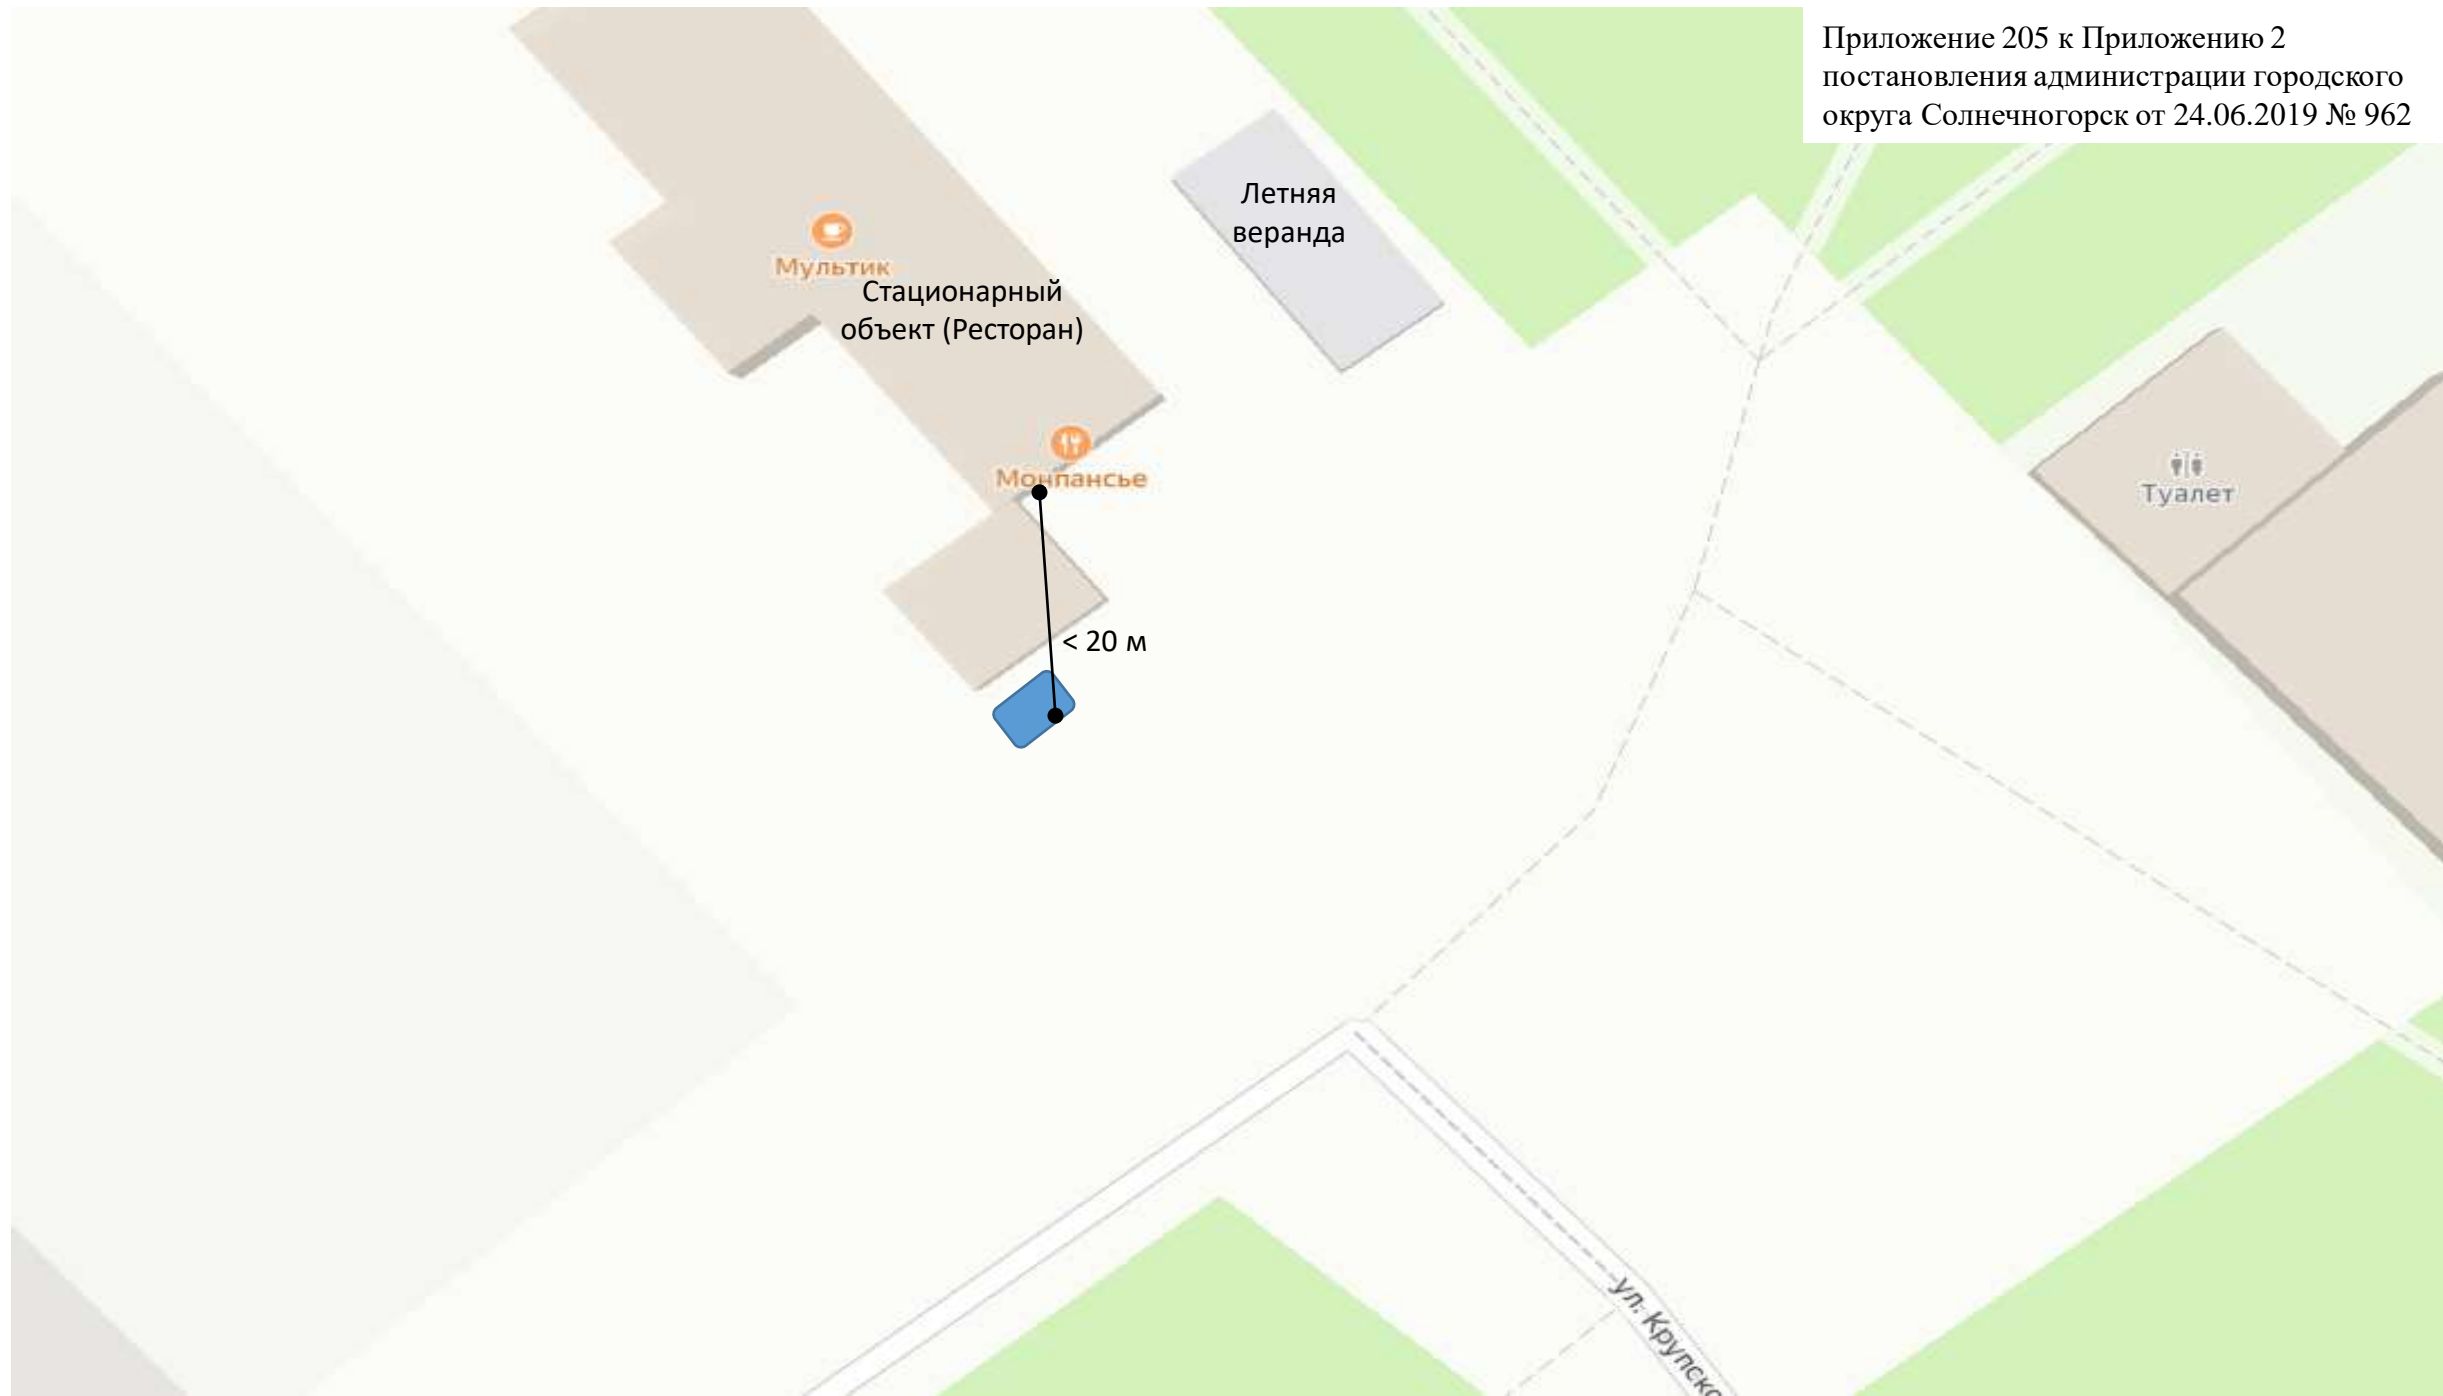 Приложение 205 к Приложению 2
постановления администрации городского
округа Солнечногорск от 24.06.2019 № 962
Летняя
веранда
Мультик
Стационарный
объект (Ресторан)
Монпансье
Туалет
< 20 м
ул. Крупско